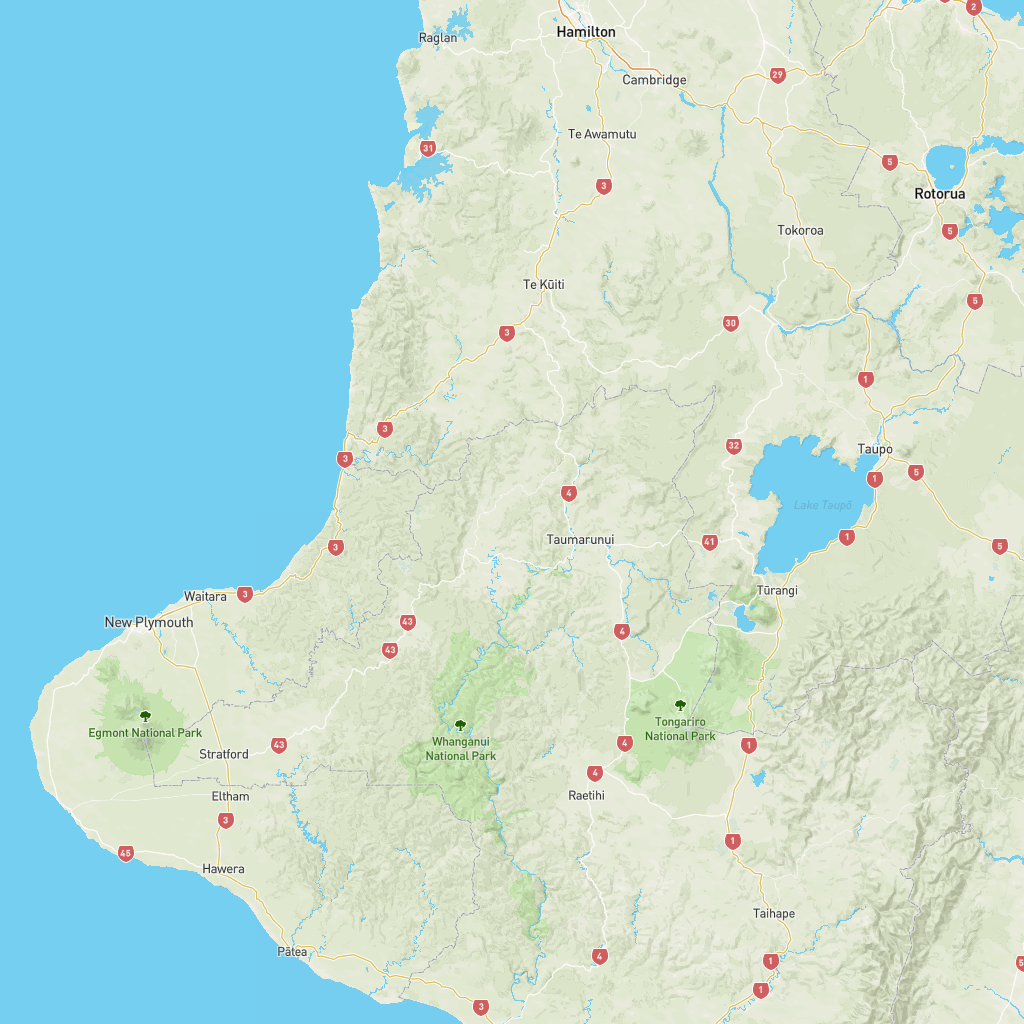 2
Raglan
Hamilton
29
Cambridge
Te Awamutu
31
5
3
Rotorua
Tokoroa
5
Te Kūiti
5
30
3
1
3
32
Taupo
3
5
1
4
Lake Taupō
1
Taumarunui
41
3
5
Tūrangi
3
Waitara
43
New Plymouth
4
43
Egmont National Park
Whanganui
National Park
Tongariro
National Park
4
1
43
Stratford
4
Eltham
Raetihi
3
1
45
Hawera
Taihape
Pātea
4
1
5
1
3